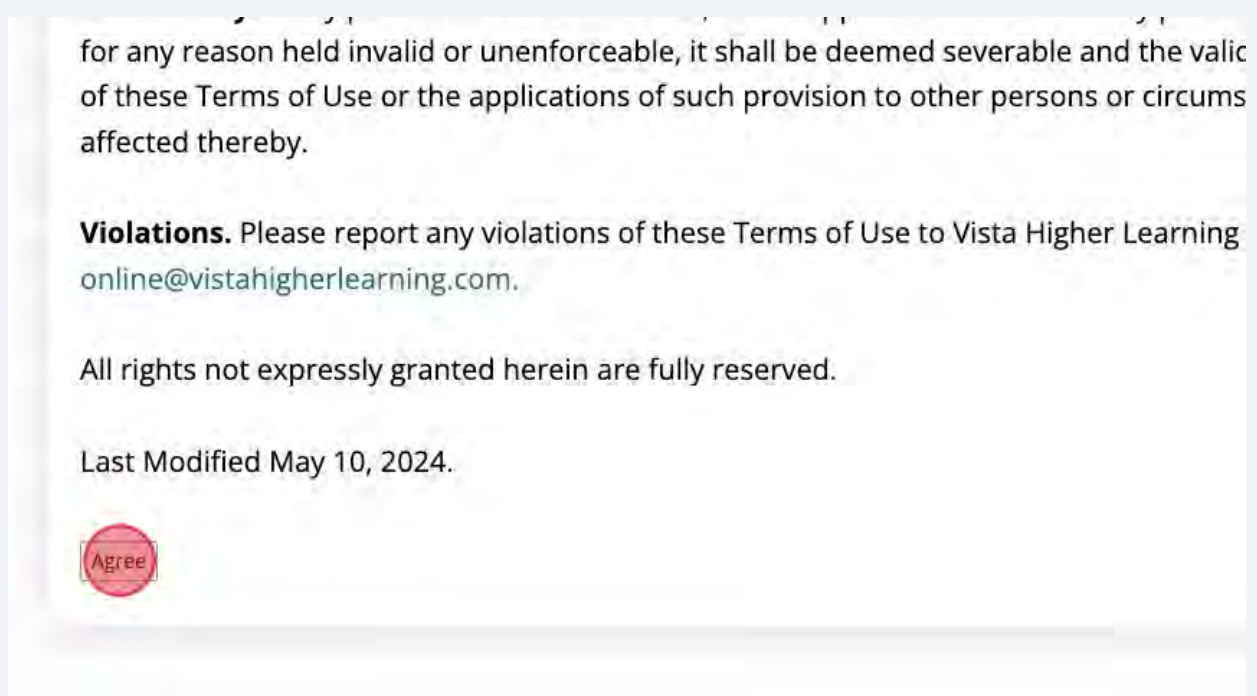 for any reason held invalid or unenforceable, it shall be deemed severable and the valid
of these Terms of Use or the applications of such provision to other persons or circums
affected thereby.
Violations. Please report any violations of these Terms of Use to Vista Higher Learning
online@vistahigherlearning.com.
All rights not expressly granted herein are fully reserved.
Last Modified May 10, 2024.
Agree